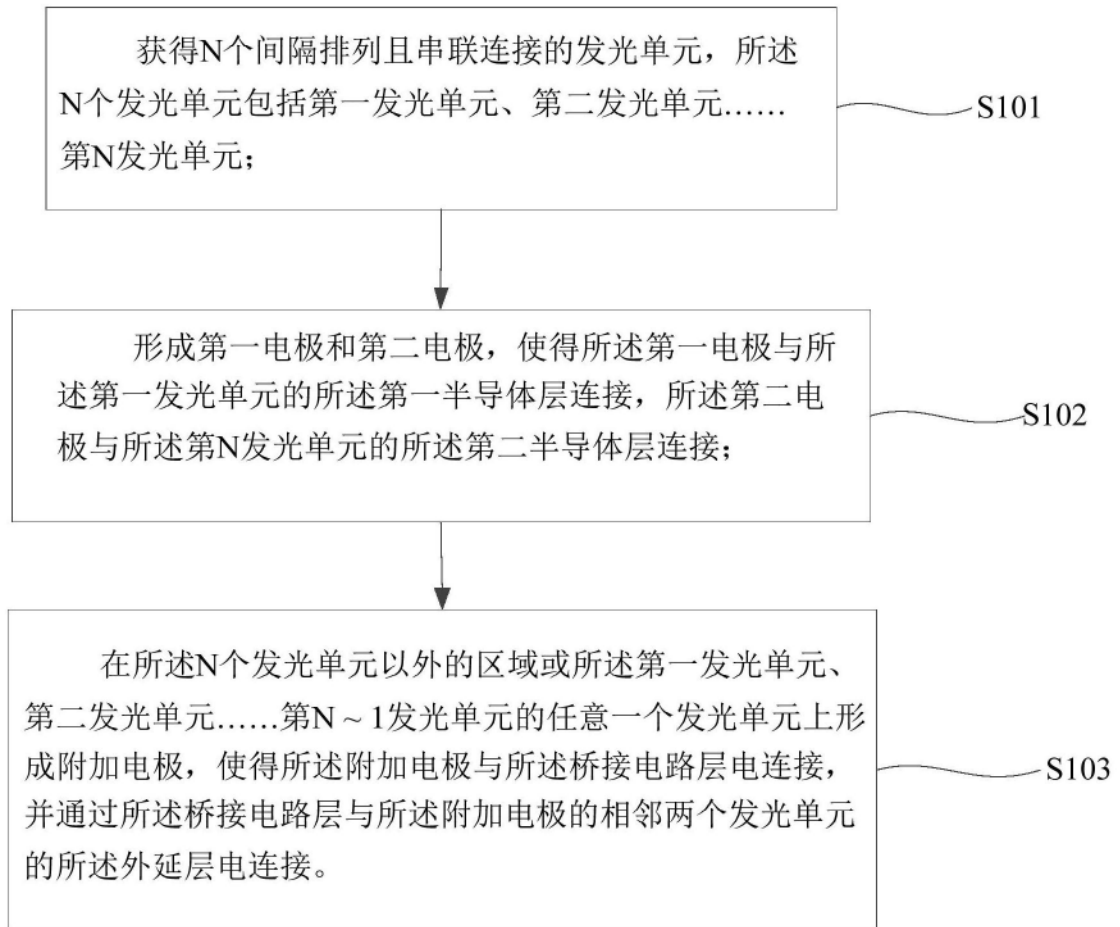 获得N个间隔排列且串联连接的发光单元，所述
N个发光单元包括第一发光单元、第二发光单元……
第N发光单元；
S101
形成第一电极和第二电极，使得所述第一电极与所
述第一发光单元的所述第一半导体层连接，所述第二电
极与所述第N发光单元的所述第二半导体层连接；
S102
在所述N个发光单元以外的区域或所述第一发光单元、
第二发光单元……第N ~ 1发光单元的任意一个发光单元上形
成附加电极，使得所述附加电极与所述桥接电路层电连接，
并通过所述桥接电路层与所述附加电极的相邻两个发光单元
的所述外延层电连接。
S103